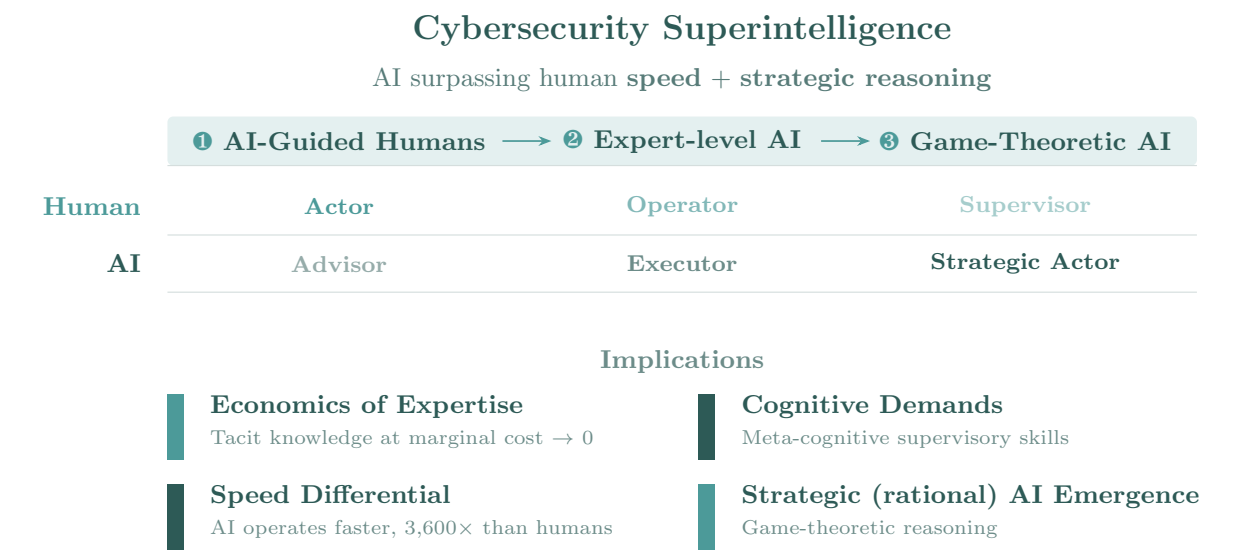 Cybersecurity Superintelligence
AI surpassing human speed + strategic reasoning
❶ AI-Guided Humans ⟶ ❷ Expert-level AI ⟶ ❸ Game-Theoretic AI
Human Actor Operator Supervisor
AI Advisor Executor Strategic Actor
Implications
Economics of Expertise
Tacit knowledge at marginal cost → 0
Cognitive Demands
Meta-cognitive supervisory skills
Speed Differential
AI operates faster, 3,600× than humans
Strategic (rational) AI Emergence
Game-theoretic reasoning